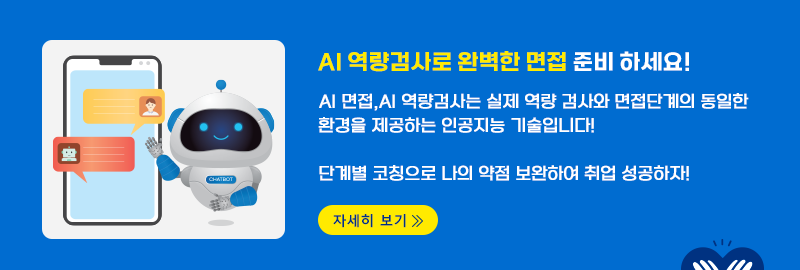 AI 역량검사로 완벽한 면접 준비 하세요!
AI 면접,AI 역량검사는 실제 역량 검사와 면접단계의 동일한
환경을 제공하는 인공지능 기술입니다!
단계별 코칭으로 나의 약점 보완하여 취업 성공하자!
자세히 보기
CHATBOT